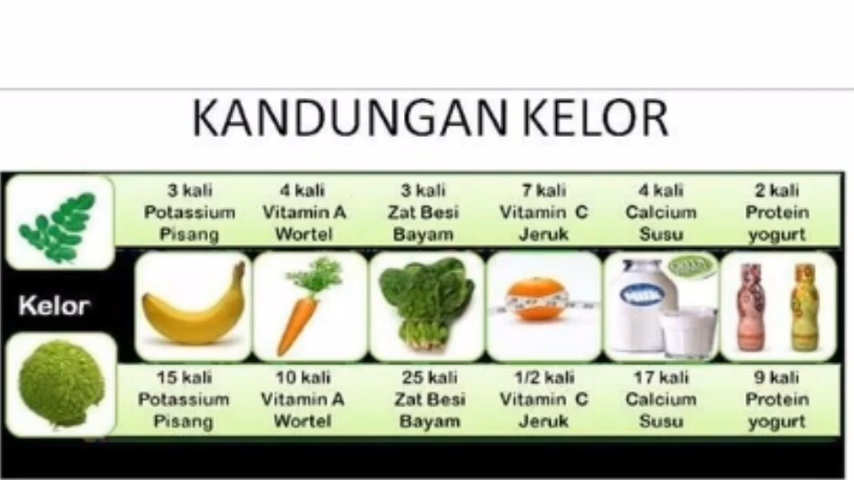 KANDUNGAN KELOR
3 kali
Potassium
Pisang
4 kali
Vitamin A
Wortel
3 kali
Zat Besi
Bayam
7 kali
Vitamin C
Jeruk
4 kali
Calcium
Susu
2 kali
Protein
yogurt
Kelor
MILK
15 kali
Potassium
Pisang
10 kali
Vitamin A
Wortel
25 kali
Zat Besi
Bayam
1/2 kali
Vitamin C
Jeruk
17 kali
Calcium
Susu
9 kali
Protein
yogurt